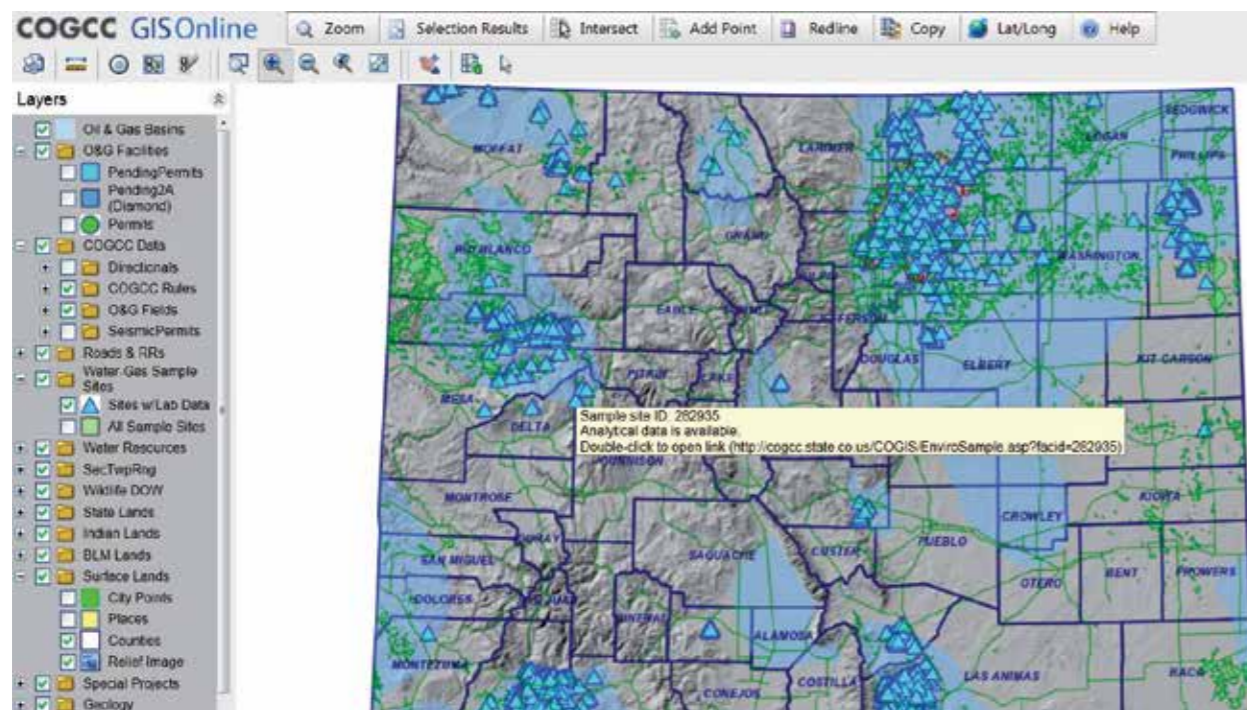 COGCC GISOnline
Zoom
Selection Results
Intersect
Add Point
Redline
Copy
Lat/Long
Help
Layers
Oil & Gas Basins
O&G Facilities
PendingPermits
Pending2A
(Diamond)
Permits
COGCC Data
Directionals
COGCC Rules
O&G Fields
SeismicPermits
Roads & RRs
Water Gas Sample
Sites
Sites w/Lab Data
All Sample Sites
Water Resources
SecTwpRng
Wildlife DOW
State Lands
Indian Lands
BLM Lands
Surface Lands
City Points
Places
Counties
Relief Image
Special Projects
Geology
SEDGWICK
LOGAN
MOFFAT
LARIMER
PHILLIPS
GRAND
RIO BLANCO
WASHINGTON
EAGLE
JEFFERSON
DOUGLAS
ELBERT
KIT CARSON
PITKIN
LAKE
MESA
DELTA
Sample site ID: 282935
Analytical data is available.
Double-click to open link (http://cogcc.state.co.us/COGIS/EnviroSample.asp?facid=282935)
GUNNISON
MONTROSE
KIOWA
CROWLEY
OURAY
PUEBLO
SAN MIGUEL
SAGUACHE
CUSTER
BENT
PROWERS
OTERO
DOLORES
SAN JUAN
MINERAL
ALAMOSA
MONTEZUMA
LAS ANIMAS
BACA
COSTILLA
CONEJOS